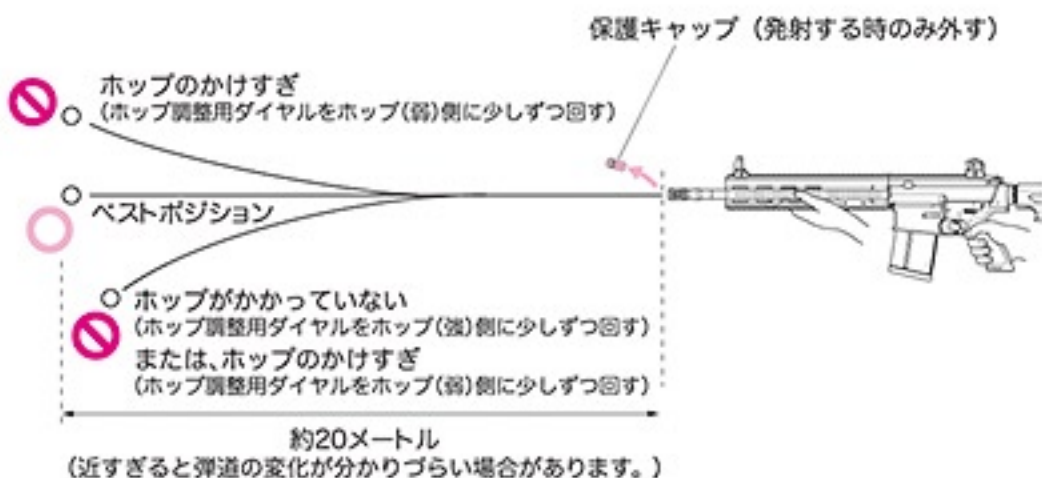 保護キャップ（発射する時のみ外す）
ホップのかけすぎ
(ホップ調整用ダイヤルをホップ(弱)側に少しずつ回す)
ベストポジション
ホップがかかっていない
(ホップ調整用ダイヤルをホップ(強)側に少しずつ回す)
または、ホップのかけすぎ
(ホップ調整用ダイヤルをホップ(弱)側に少しずつ回す)
約20メートル
(近すぎると弾道の変化が分かりづらい場合があります。)